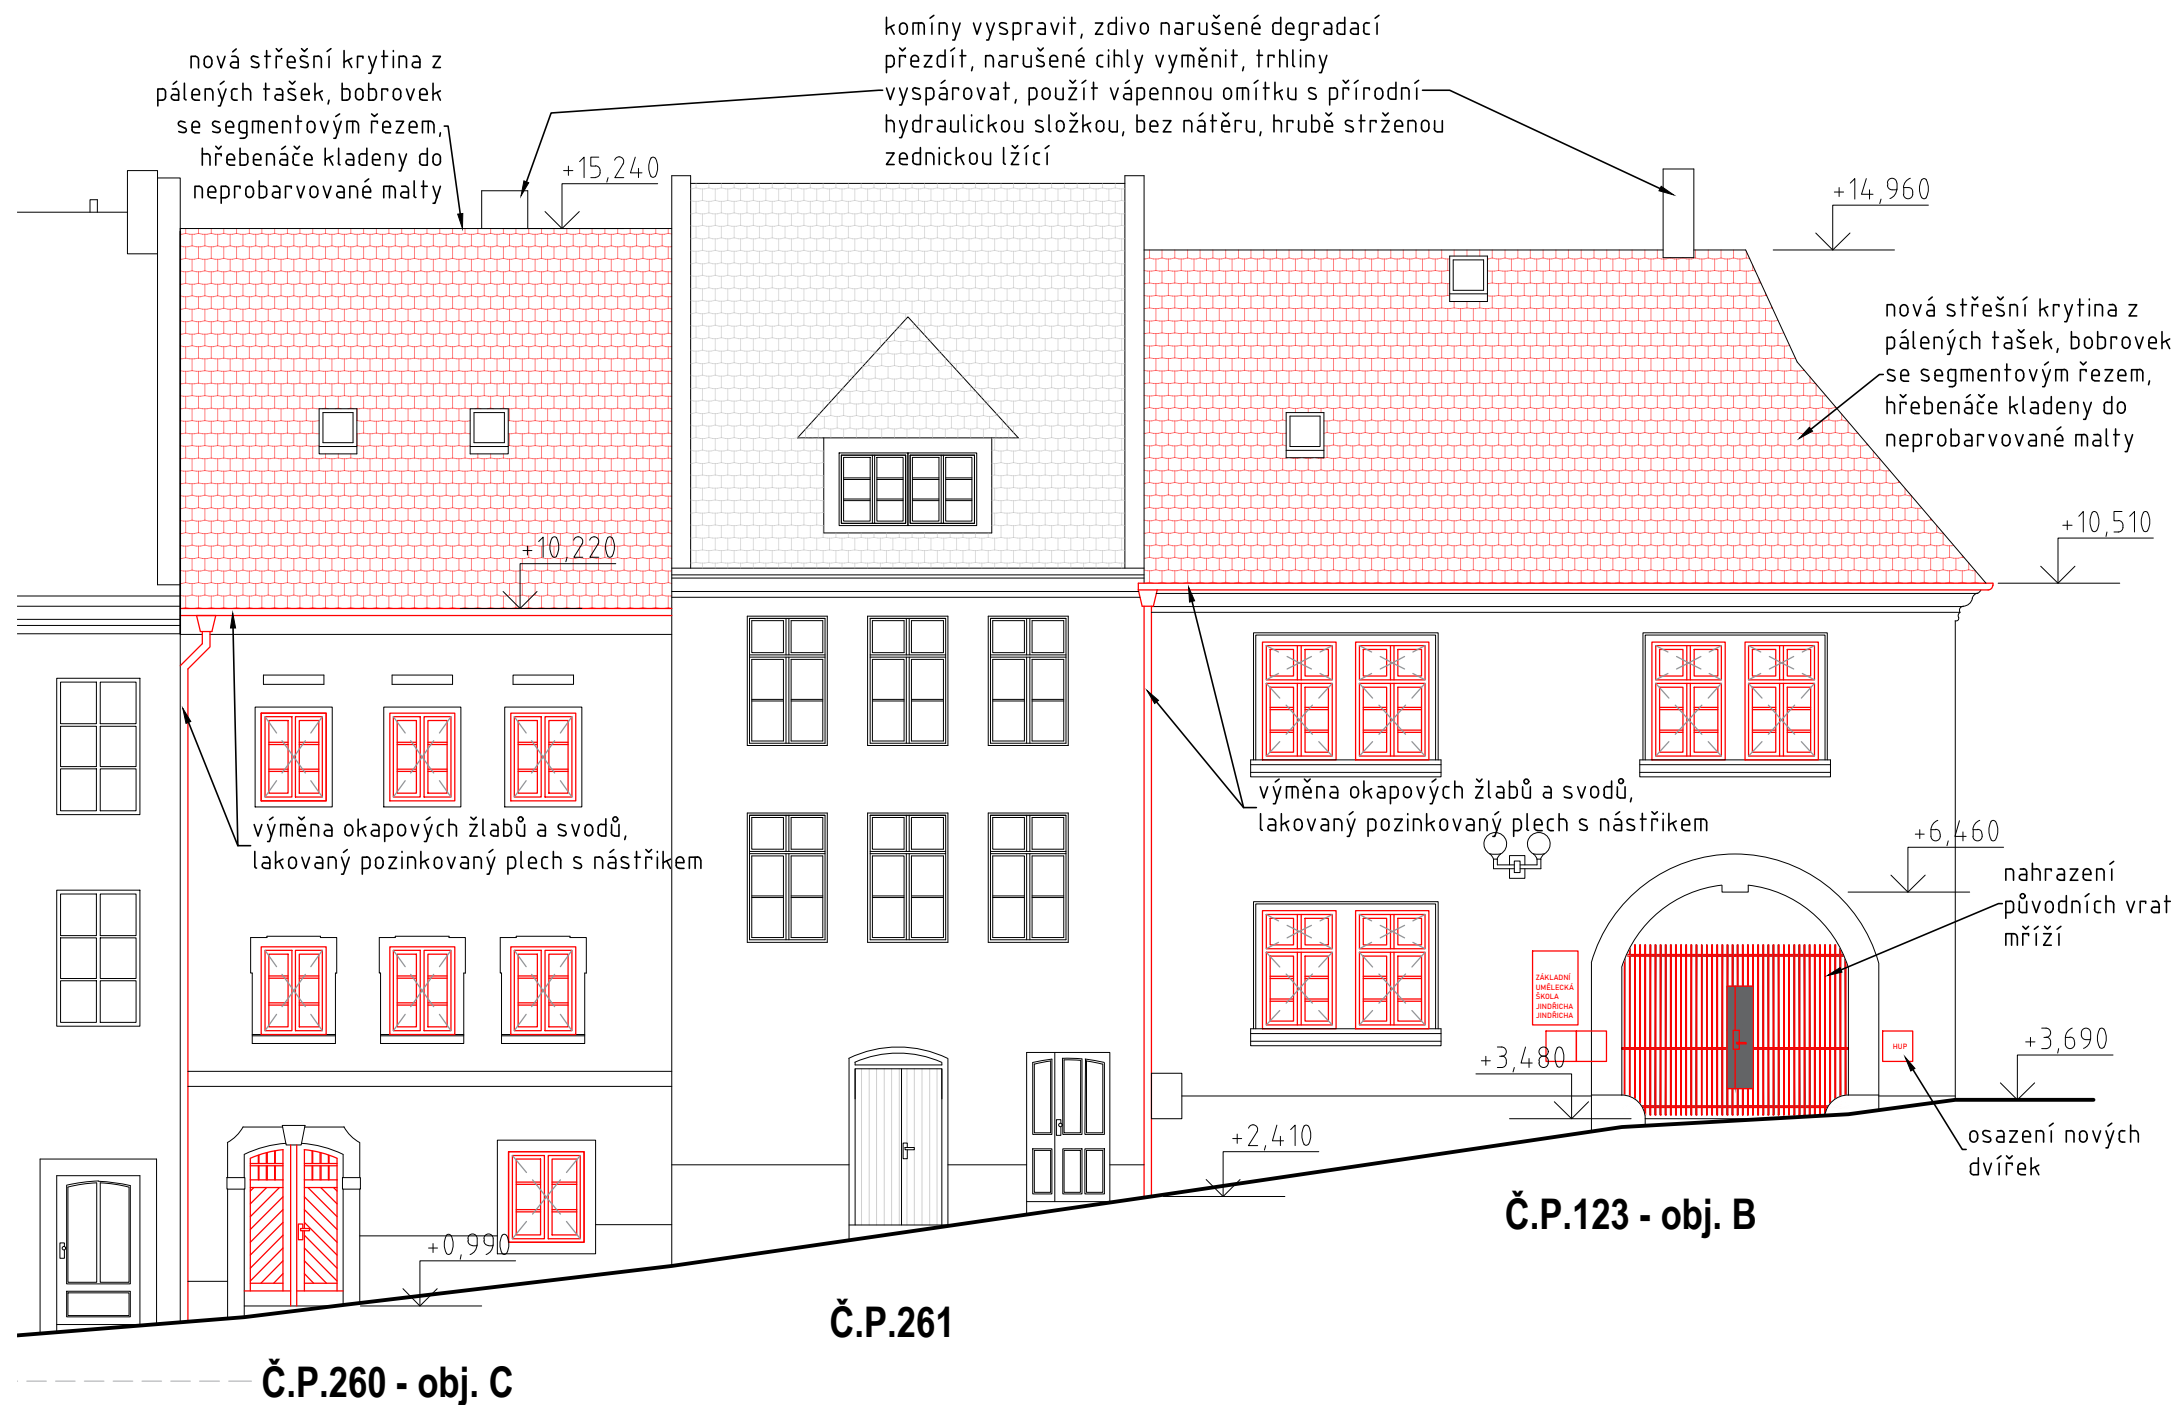 komíny vyspravit, zdivo narušené degradací
přezdít, narušené cihly vyměnit, trhliny
vyspárovat, použít vápennou omítku s přírodní
hydraulickou složkou, bez nátěru, hrubě strženou
zednickou lžící
nová střešní krytina z
pálených tašek, bobrovek
se segmentovým řezem,
hřebenáče kladeny do
neprobarvované malty
+15,240
+14,960
nová střešní krytina z
pálených tašek, bobrovek
se segmentovým řezem,
hřebenáče kladeny do
neprobarvované malty
+10,510
+10,220
výměna okapových žlabů a svodů,
lakovaný pozinkovaný plech s nástřikem
výměna okapových žlabů a svodů,
lakovaný pozinkovaný plech s nástřikem
+6,460
nahrazení
původních vrat
mříží
ZÁKLADNÍ
UMĚLECKÁ
ŠKOLA
JINDŘICHA
JINDŘICHA
HUP
+3,480
+3,690
+2,410
osazení nových
dvířek
+0,990
Č.P.123 - obj. B
Č.P.261
Č.P.260 - obj. C